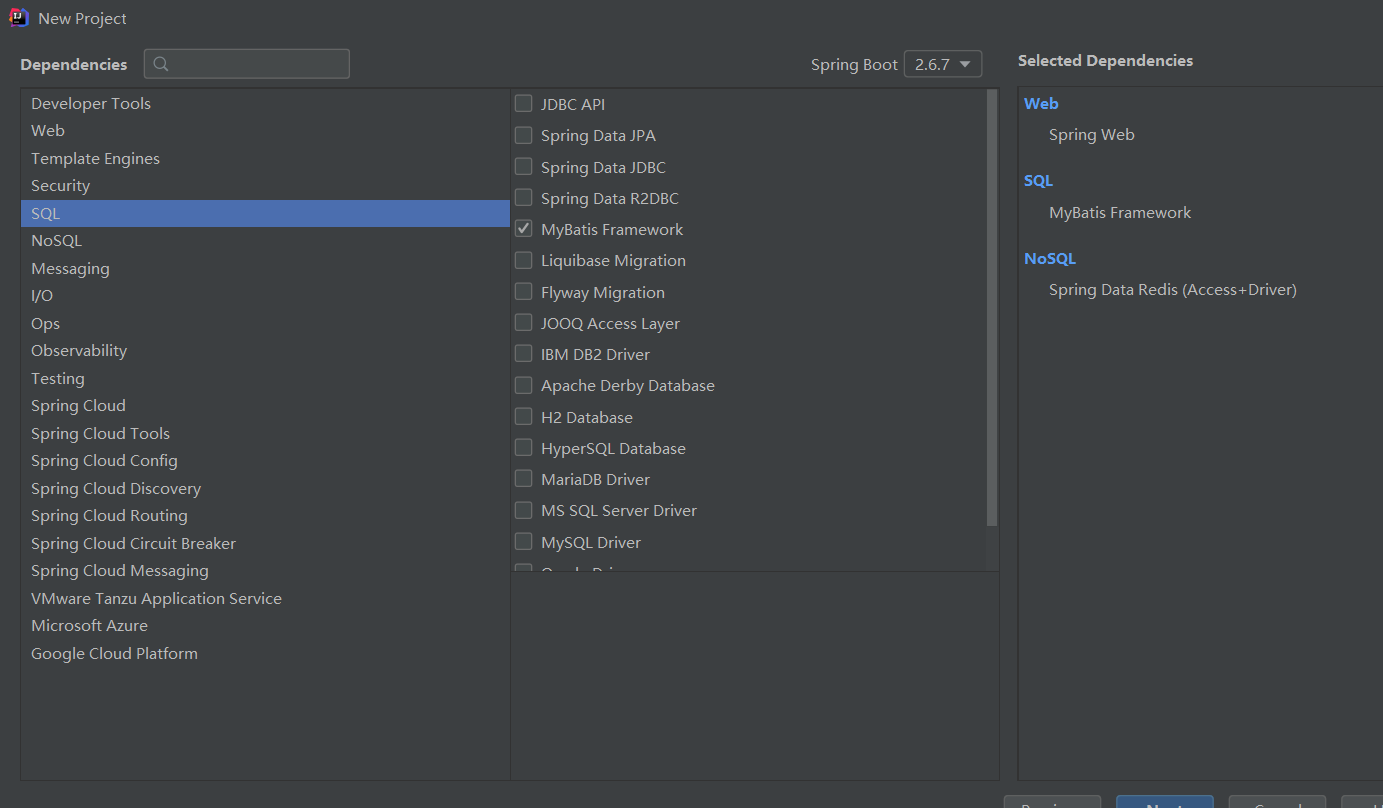 New Project
Dependencies
Spring Boot 2.6.7
Selected Dependencies
Developer Tools
Web
Template Engines
Security
SQL
NoSQL
Messaging
I/O
Ops
Observability
Testing
Spring Cloud
Spring Cloud Tools
Spring Cloud Config
Spring Cloud Discovery
Spring Cloud Routing
Spring Cloud Circuit Breaker
Spring Cloud Messaging
VMware Tanzu Application Service
Microsoft Azure
Google Cloud Platform
JDBC API
Spring Data JPA
Spring Data JDBC
Spring Data R2DBC
MyBatis Framework
Liquibase Migration
Flyway Migration
JOOQ Access Layer
IBM DB2 Driver
Apache Derby Database
H2 Database
HyperSQL Database
MariaDB Driver
MS SQL Server Driver
MySQL Driver
Web
Spring Web
SQL
MyBatis Framework
NoSQL
Spring Data Redis (Access+Driver)